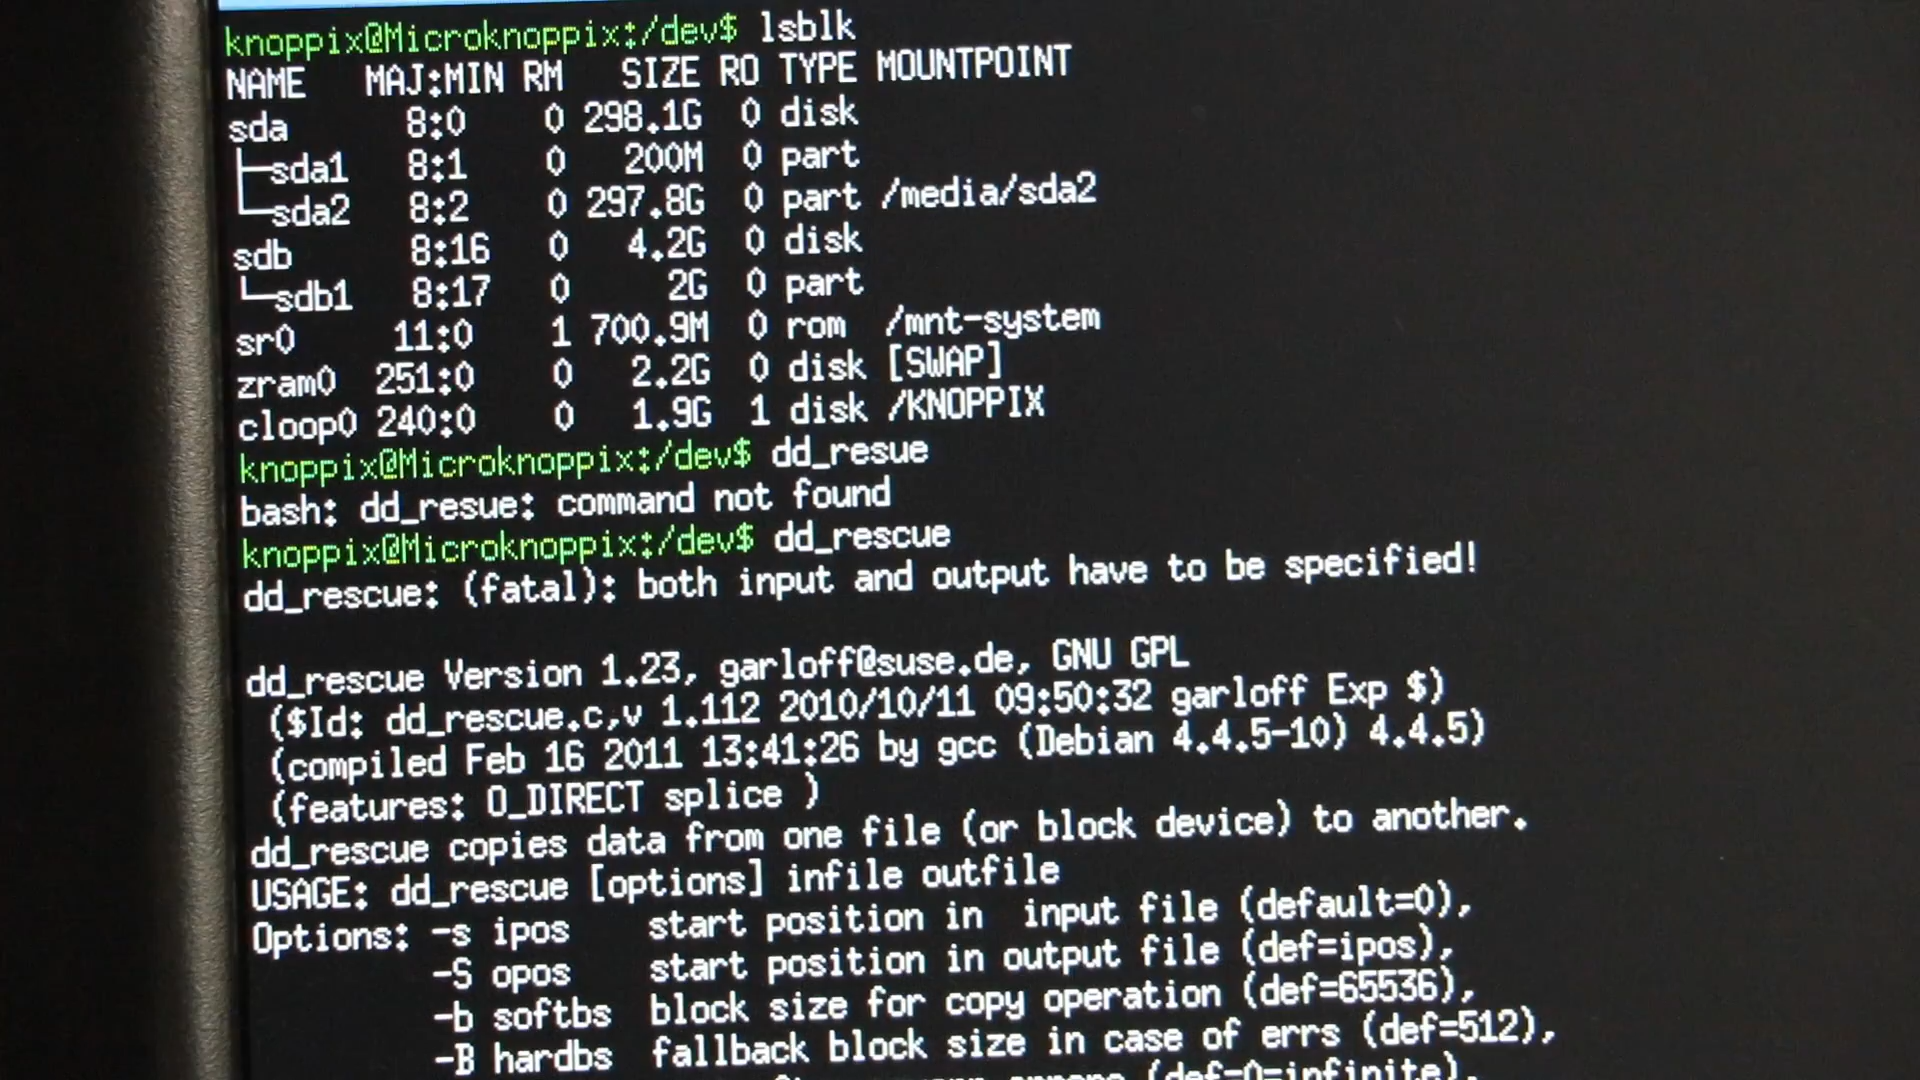 knoppix@Microknoppix:/dev$ lsblk
NAME MAJ:MIN RM SIZE RO TYPE MOUNTPOINT
sda 8:0 0 298.1G 0 disk
├─sda1 8:1 0 200M 0 part
└─sda2 8:2 0 297.8G 0 part /media/sda2
sdb 8:16 0 4.2G 0 disk
└─sdb1 8:17 0 2G 0 part
sr0 11:0 1 700.9M 0 rom /mnt-system
zram0 251:0 0 2.2G 0 disk [SWAP]
cloop0 240:0 0 1.9G 1 disk /KNOPPIX
knoppix@Microknoppix:/dev$ dd_resue
bash: dd_resue: command not found
knoppix@Microknoppix:/dev$ dd_rescue
dd_rescue: (fatal): both input and output have to be specified!
dd_rescue Version 1.23, garloff@suse.de, GNU GPL
($Id: dd_rescue.c,v 1.112 2010/10/11 09:50:32 garloff Exp $)
(compiled Feb 16 2011 13:41:26 by gcc (Debian 4.4.5-10) 4.4.5)
(features: O_DIRECT splice )
dd_rescue copies data from one file (or block device) to another.
USAGE: dd_rescue [options] infile outfile
Options: -s ipos start position in input file (default=0),
-S opos start position in output file (def=ipos),
-b softbs block size for copy operation (def=65536),
-B hardbs fallback block size in case of errs (def=512),
(def=0=infinite),